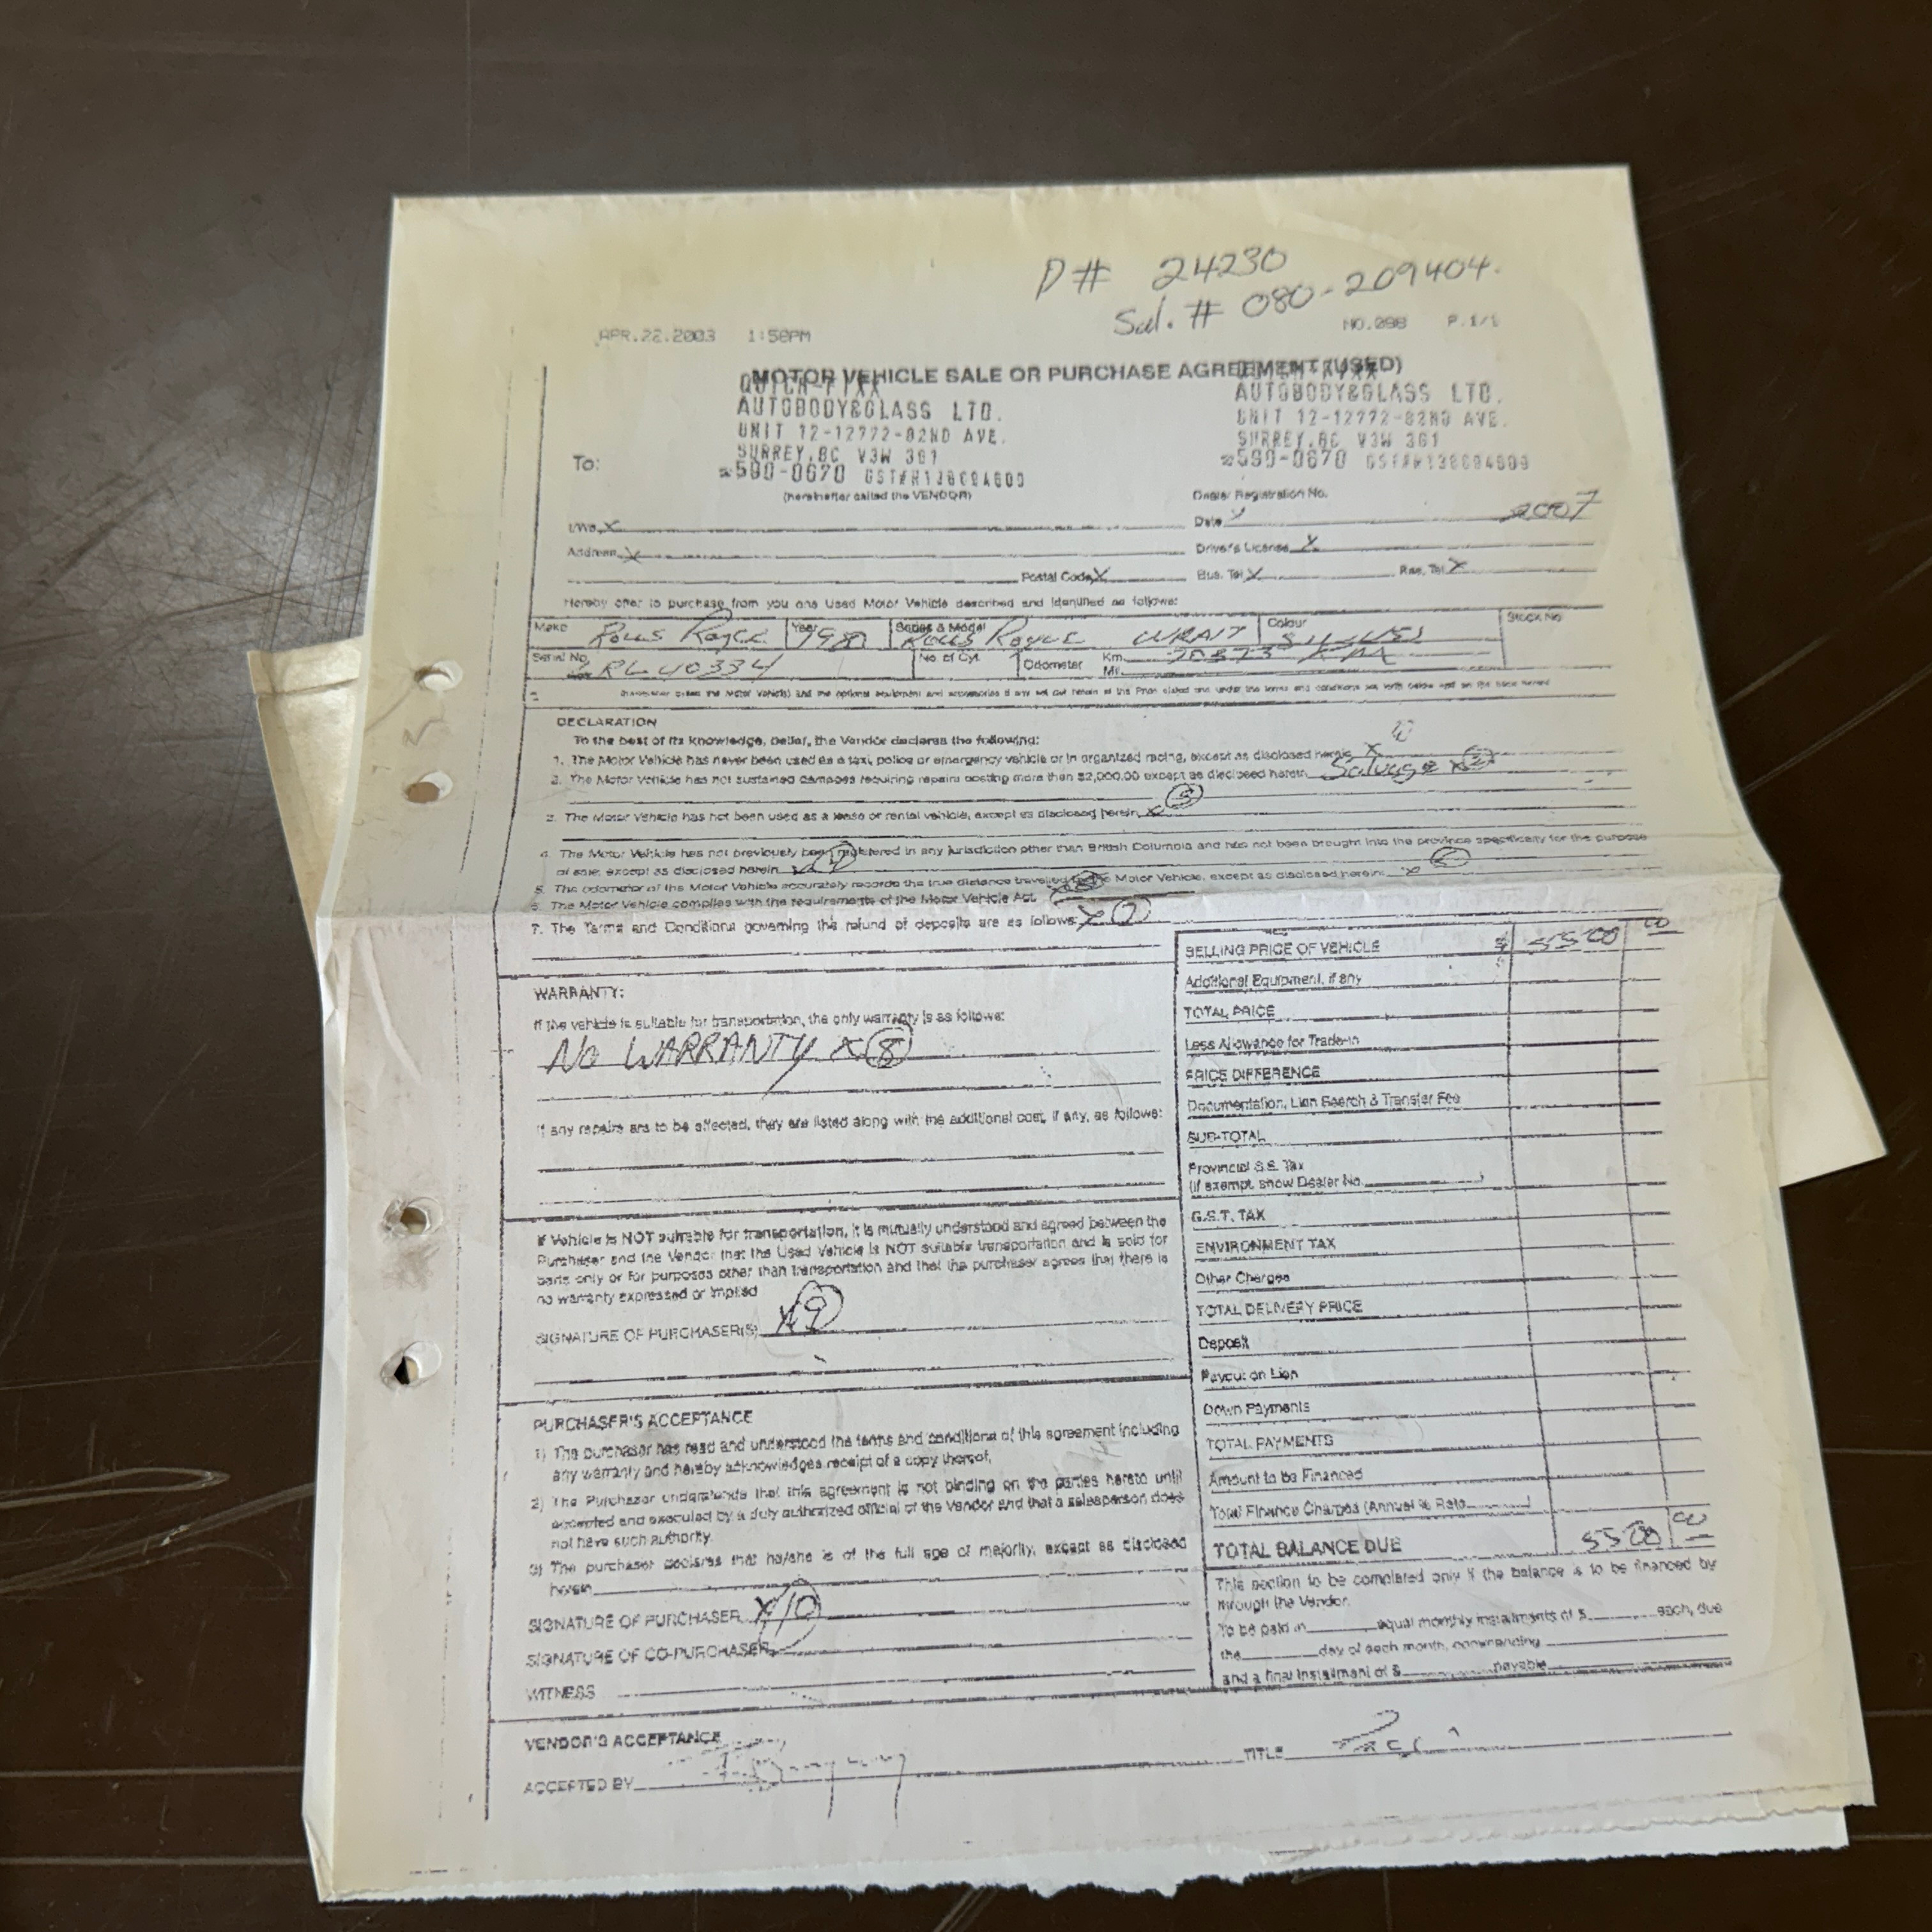 P# 24230
Sal. # 080-209404.
APR.22.2003 1:50PM NO.098 P.1/1
MOTOR VEHICLE SALE OR PURCHASE AGREEMENT (USED)
AUTOBODY&GLASS LTD. AUTOBODY&GLASS LTD.
UNIT 12-12772-82ND AVE. UNIT 12-12772-82ND AVE.
SURREY,BC V3W 3G1 SURREY,BC V3W 3G1
To: 590-0670 590-0670
(hereinafter called the VENDOR) Dealer Registration No.
I/We X Date X 2007
Address X Driver's License X
Postal Code X Bus. Tel X Res. Tel X
Hereby offer to purchase from you one Used Motor Vehicle described and identified as follows:
Make Rolls Royce Year 1980 Series & Model Rolls Royce WRAIT Colour Stock No
Serial No. No. of Cyl. Odometer Km KM
Mi.
DECLARATION
To the best of its knowledge, belief, the Vendor declares the following:
1. The Motor Vehicle has never been used as a taxi, police or emergency vehicle or in organized racing, except as disclosed herein X
2. The Motor Vehicle has not sustained damages requiring repairs costing more than $2,000.00 except as disclosed herein Salvage X 2
3. The Motor Vehicle has not been used as a lease or rental vehicle, except as disclosed herein X 3
4. The Motor Vehicle has not previously been registered in any jurisdiction other than British Columbia and has not been brought into the province specifically for the purpose
of sale, except as disclosed herein X 4
5. The odometer of the Motor Vehicle accurately records the true distance travelled by the Motor Vehicle, except as disclosed herein: X
6. The Motor Vehicle complies with the requirements of the Motor Vehicle Act.
7. The Terms and Conditions governing the refund of deposits are as follows: X 7
SELLING PRICE OF VEHICLE $ 5500 00
Additional Equipment, if any
WARRANTY:
TOTAL PRICE
If the vehicle is suitable for transportation, the only warranty is as follows:
Less Allowance for Trade-in
NO WARRANTY X 8
PRICE DIFFERENCE
Documentation, Lien Search & Transfer Fee
If any repairs are to be affected, they are listed along with the additional cost, if any, as follows:
SUB-TOTAL
Provincial S.S. Tax
(if exempt, show Dealer No. )
G.S.T. TAX
If Vehicle is NOT suitable for transportation, it is mutually understood and agreed between the
Purchaser and the Vendor that the Used Vehicle is NOT suitable transportation and is sold for
parts only or for purposes other than transportation and that the purchaser agrees that there is
no warranty expressed or implied
ENVIRONMENT TAX
Other Charges
TOTAL DELIVERY PRICE
SIGNATURE OF PURCHASER(S) X 9
Deposit
Payout on Lien
Down Payments
PURCHASER'S ACCEPTANCE
1) The purchaser has read and understood the terms and conditions of this agreement including
any warranty and hereby acknowledges receipt of a copy thereof.
2) The Purchaser understands that this agreement is not binding on the parties hereto until
accepted and executed by a duly authorized official of the Vendor and that a salesperson does
not have such authority.
3) The purchaser declares that he/she is of the full age of majority, except as disclosed
herein
TOTAL PAYMENTS
Amount to be Financed
Total Finance Charges (Annual % Rate )
TOTAL BALANCE DUE 5500 00
SIGNATURE OF PURCHASER X 10
SIGNATURE OF CO-PURCHASER
WITNESS
This section to be completed only if the balance is to be financed by
through the Vendor.
To be paid in equal monthly instalments of $ each, due
the day of each month, commencing
and a final instalment of $ payable
VENDOR'S ACCEPTANCE
ACCEPTED BY TITLE